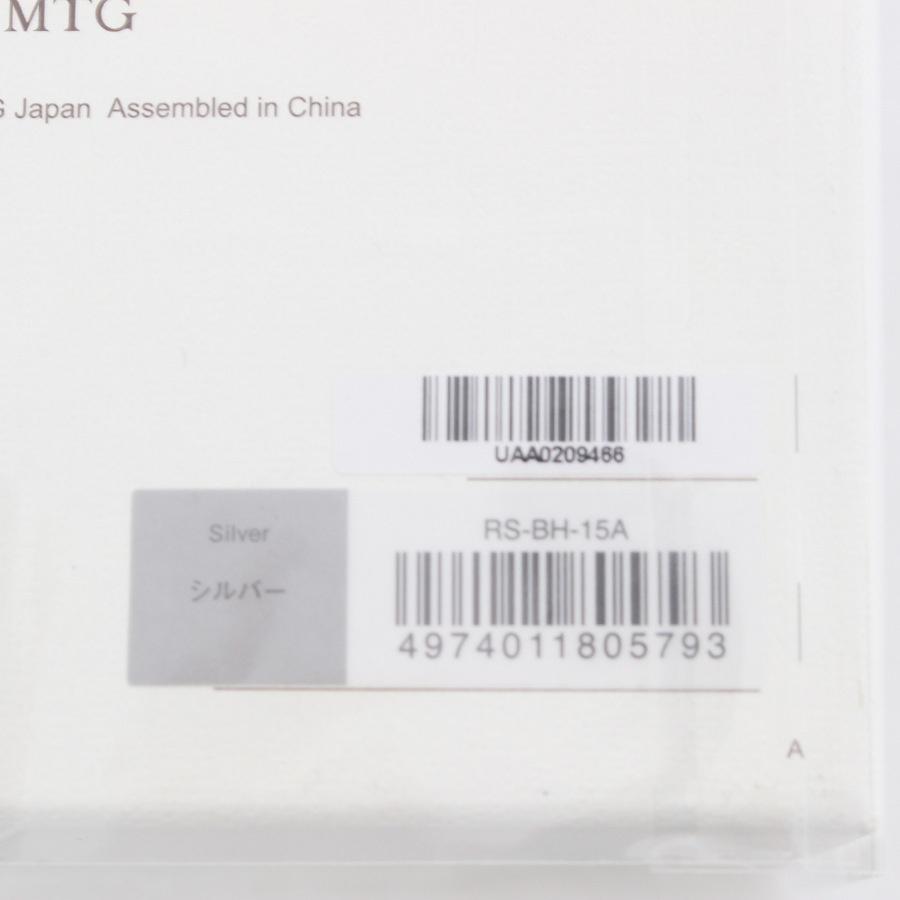 MTG
G Japan Assembled in China
UAA0209466
Silver
シルバー
RS-BH-15A
4974011805793
A